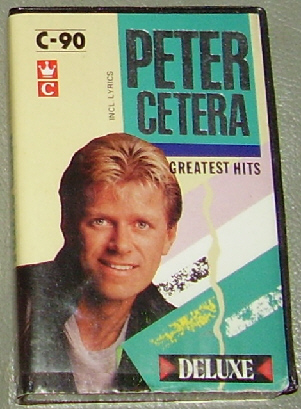 C-90
C
INCL. LYRICS
PETER
CETERA
GREATEST HITS
DELUXE